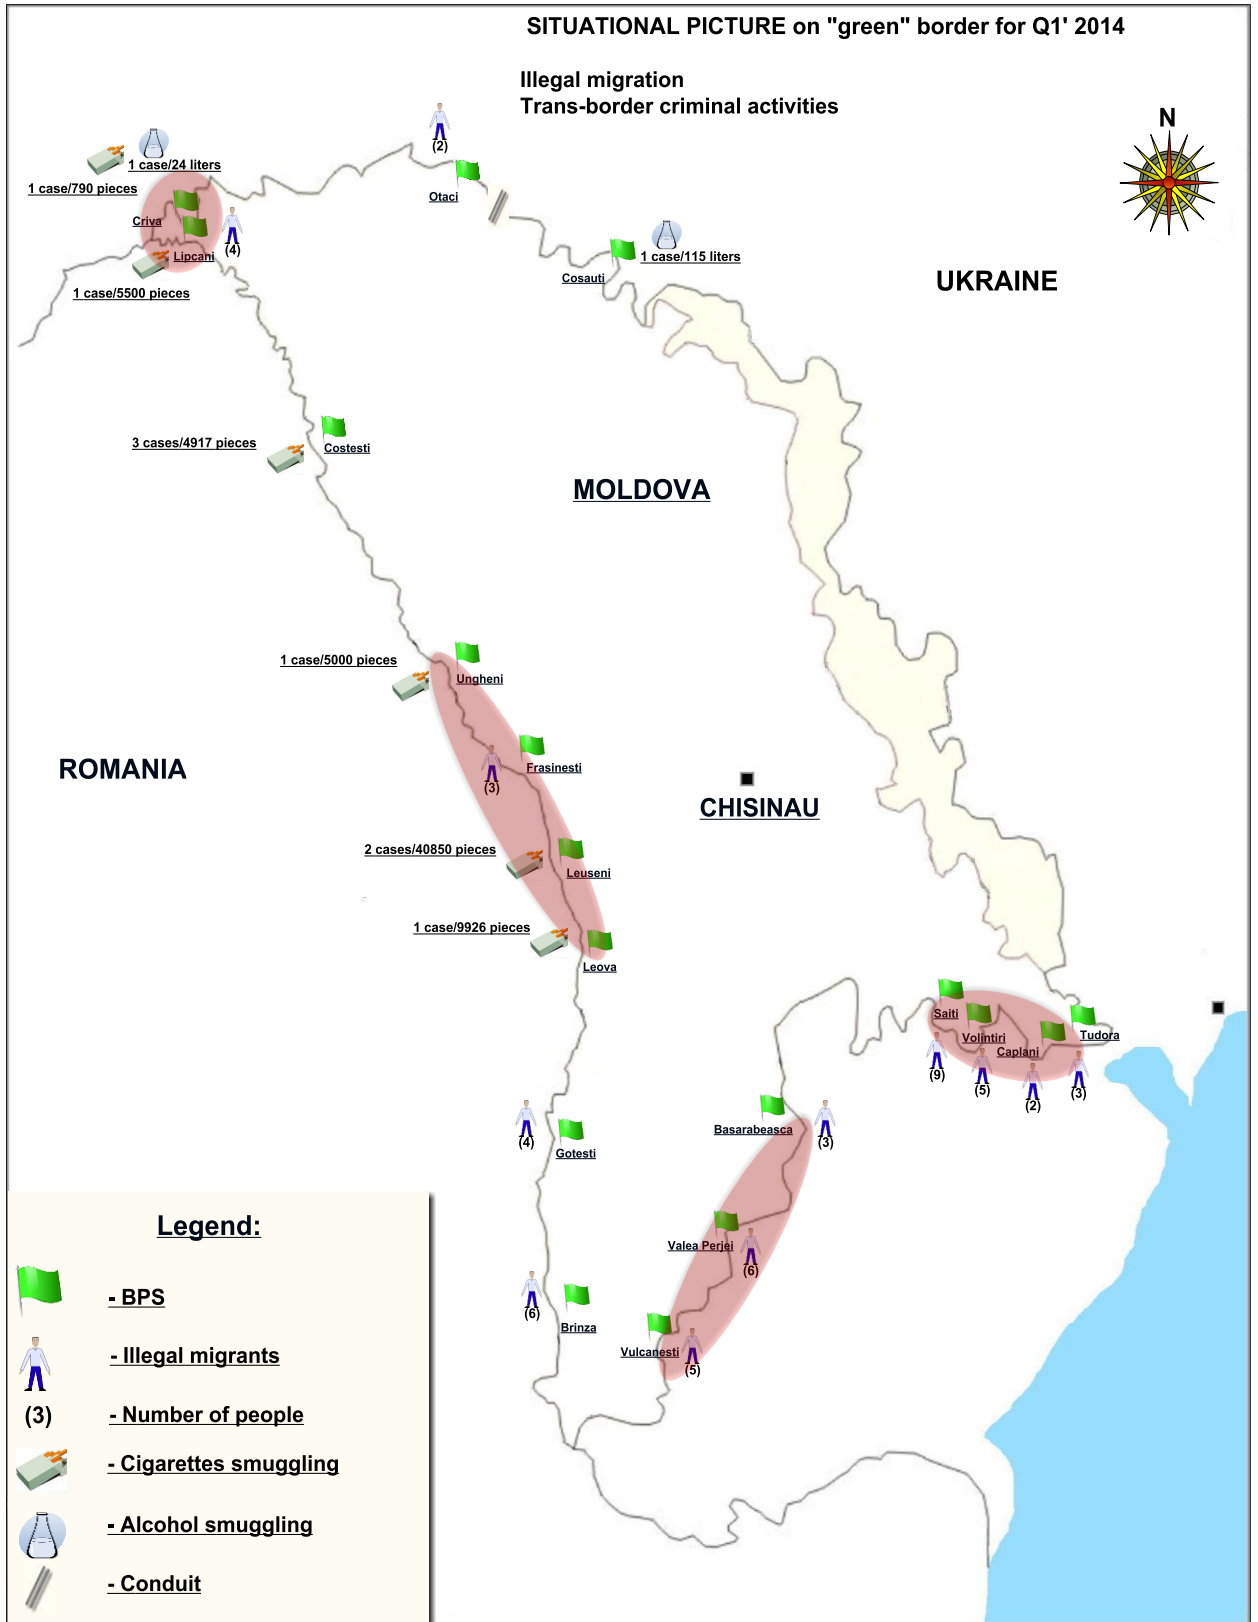 SITUATIONAL PICTURE on "green" border for Q1' 2014
Illegal migration
Trans-border criminal activities
N
(2)
1 case/24 liters
1 case/790 pieces
Otaci
Criva
(4)
Lipcani
1 case/115 liters
Cosauti
UKRAINE
1 case/5500 pieces
3 cases/4917 pieces
Costesti
MOLDOVA
1 case/5000 pieces
Ungheni
ROMANIA
Frasinesti
(3)
CHISINAU
2 cases/40850 pieces
Leuseni
1 case/9926 pieces
Leova
Saiti
Volintiri
Tudora
Caplani
(9)
(5)
(2)
(3)
Basarabeasca
(3)
(4)
Gotesti
Valea Perjei
(6)
(6)
Brinza
Vulcanesti
(5)
Legend:
- BPS
- Illegal migrants
(3)
- Number of people
- Cigarettes smuggling
- Alcohol smuggling
- Conduit